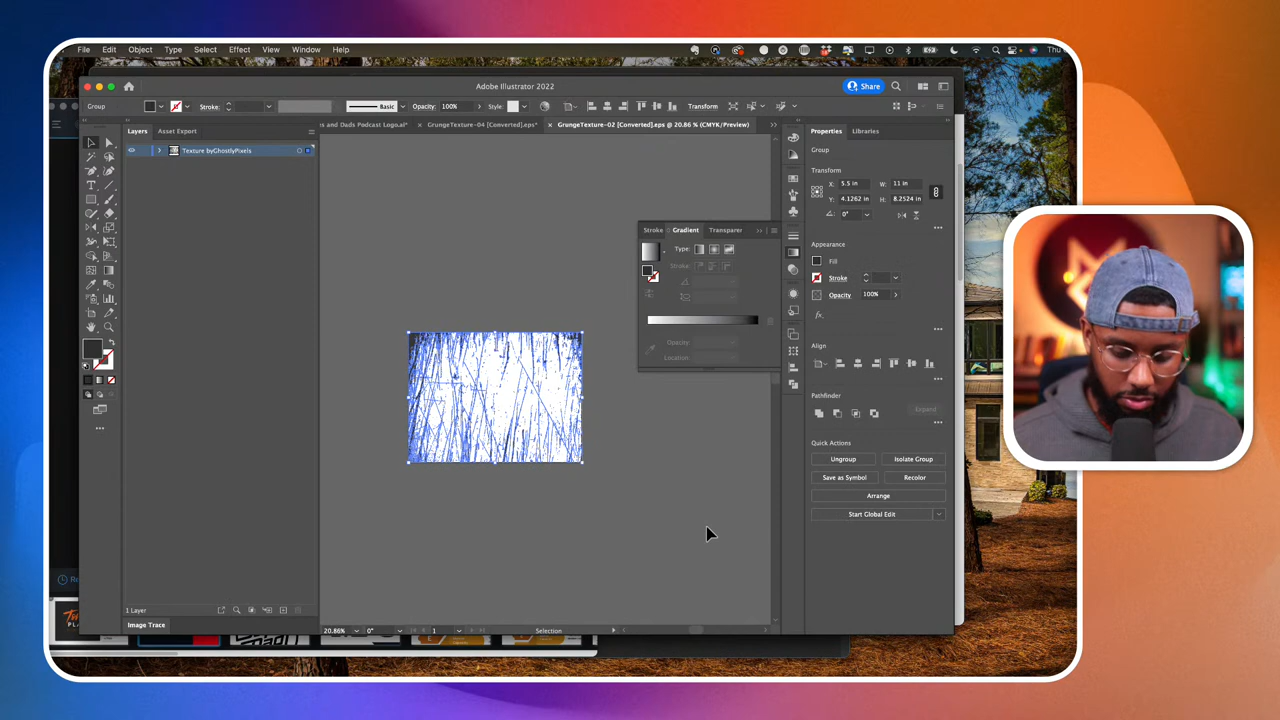 File Edit Object Type Select Effect View Window Help
Thu
Adobe Illustrator 2022
Share
Group
Stroke:
Basic
Opacity: 100%
Style:
Transform
Layers
Asset Export
s and Dads Podcast Logo.ai*
GrungeTexture-04 [Converted].eps*
GrungeTexture-02 [Converted].eps @ 20.86 % (CMYK/Preview)
Properties
Libraries
Texture byGhostlyPixels
Group
Transform
X: 5.5 in
W: 11 in
Y: 4.1262 in
H: 8.2524 in
0°
Stroke
Gradient
Transparer
Type:
Stroke:
Opacity:
Location:
Appearance
Fill
Stroke
Opacity
100%
fx.
Align
Pathfinder
Expand
Quick Actions
Ungroup
Isolate Group
Save as Symbol
Recolor
Arrange
Start Global Edit
1 Layer
Image Trace
20.86%
0°
1
Selection
Ro